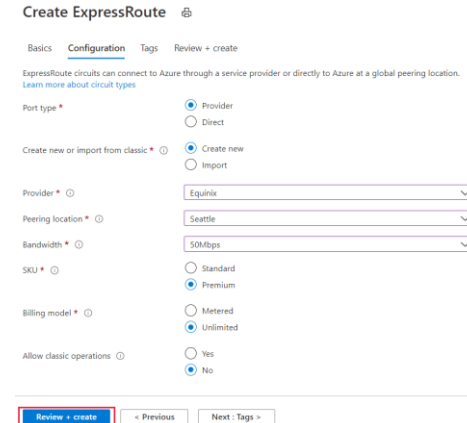 Create ExpressRoute
Basics Configuration Tags Review + create
ExpressRoute circuits can connect to Azure through a service provider or directly to Azure at a global peering location.
Learn more about circuit types
Port type * Provider
Direct
Create new or import from classic * Create new
Import
Provider * Equinix
Peering location * Seattle
Bandwidth * 50Mbps
SKU * Standard
Premium
Billing model * Metered
Unlimited
Allow classic operations Yes
No
Review + create < Previous Next : Tags >